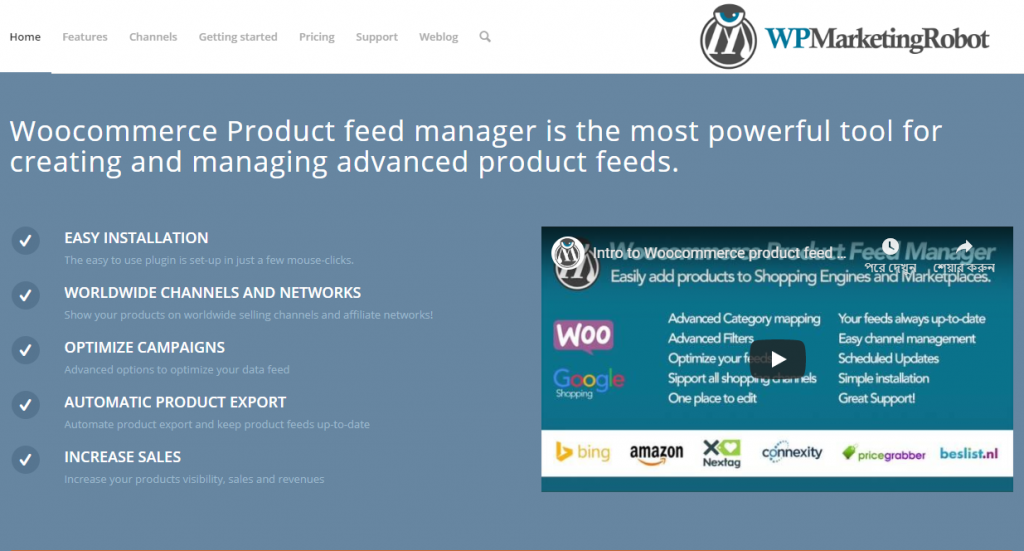 Home Features Channels Getting started Pricing Support Weblog
WPMarketingRobot
Woocommerce Product feed manager is the most powerful tool for
creating and managing advanced product feeds.
EASY INSTALLATION
The easy to use plugin is set-up in just a few mouse-clicks.
WORLDWIDE CHANNELS AND NETWORKS
Show your products on worldwide selling channels and affiliate networks!
OPTIMIZE CAMPAIGNS
Advanced options to optimize your data feed
AUTOMATIC PRODUCT EXPORT
Automate product export and keep product feeds up-to-date
INCREASE SALES
Increase your products visibility, sales and revenues
Woocommerce Product Feed Manager
Intro to Woocommerce product feed...
পরে দেখুন শেয়ার করুন
Easily add products to Shopping Engines and Marketplaces.
WOO
Google
Shopping
Advanced Category mapping
Advanced Filters
Optimize your feeds
Sipport all shopping channels
One place to edit
Your feeds always up-to-date
Easy channel management
Scheduled Updates
Simple installation
Great Support!
bing amazon Nextag connexity pricegrabber beslist.nl